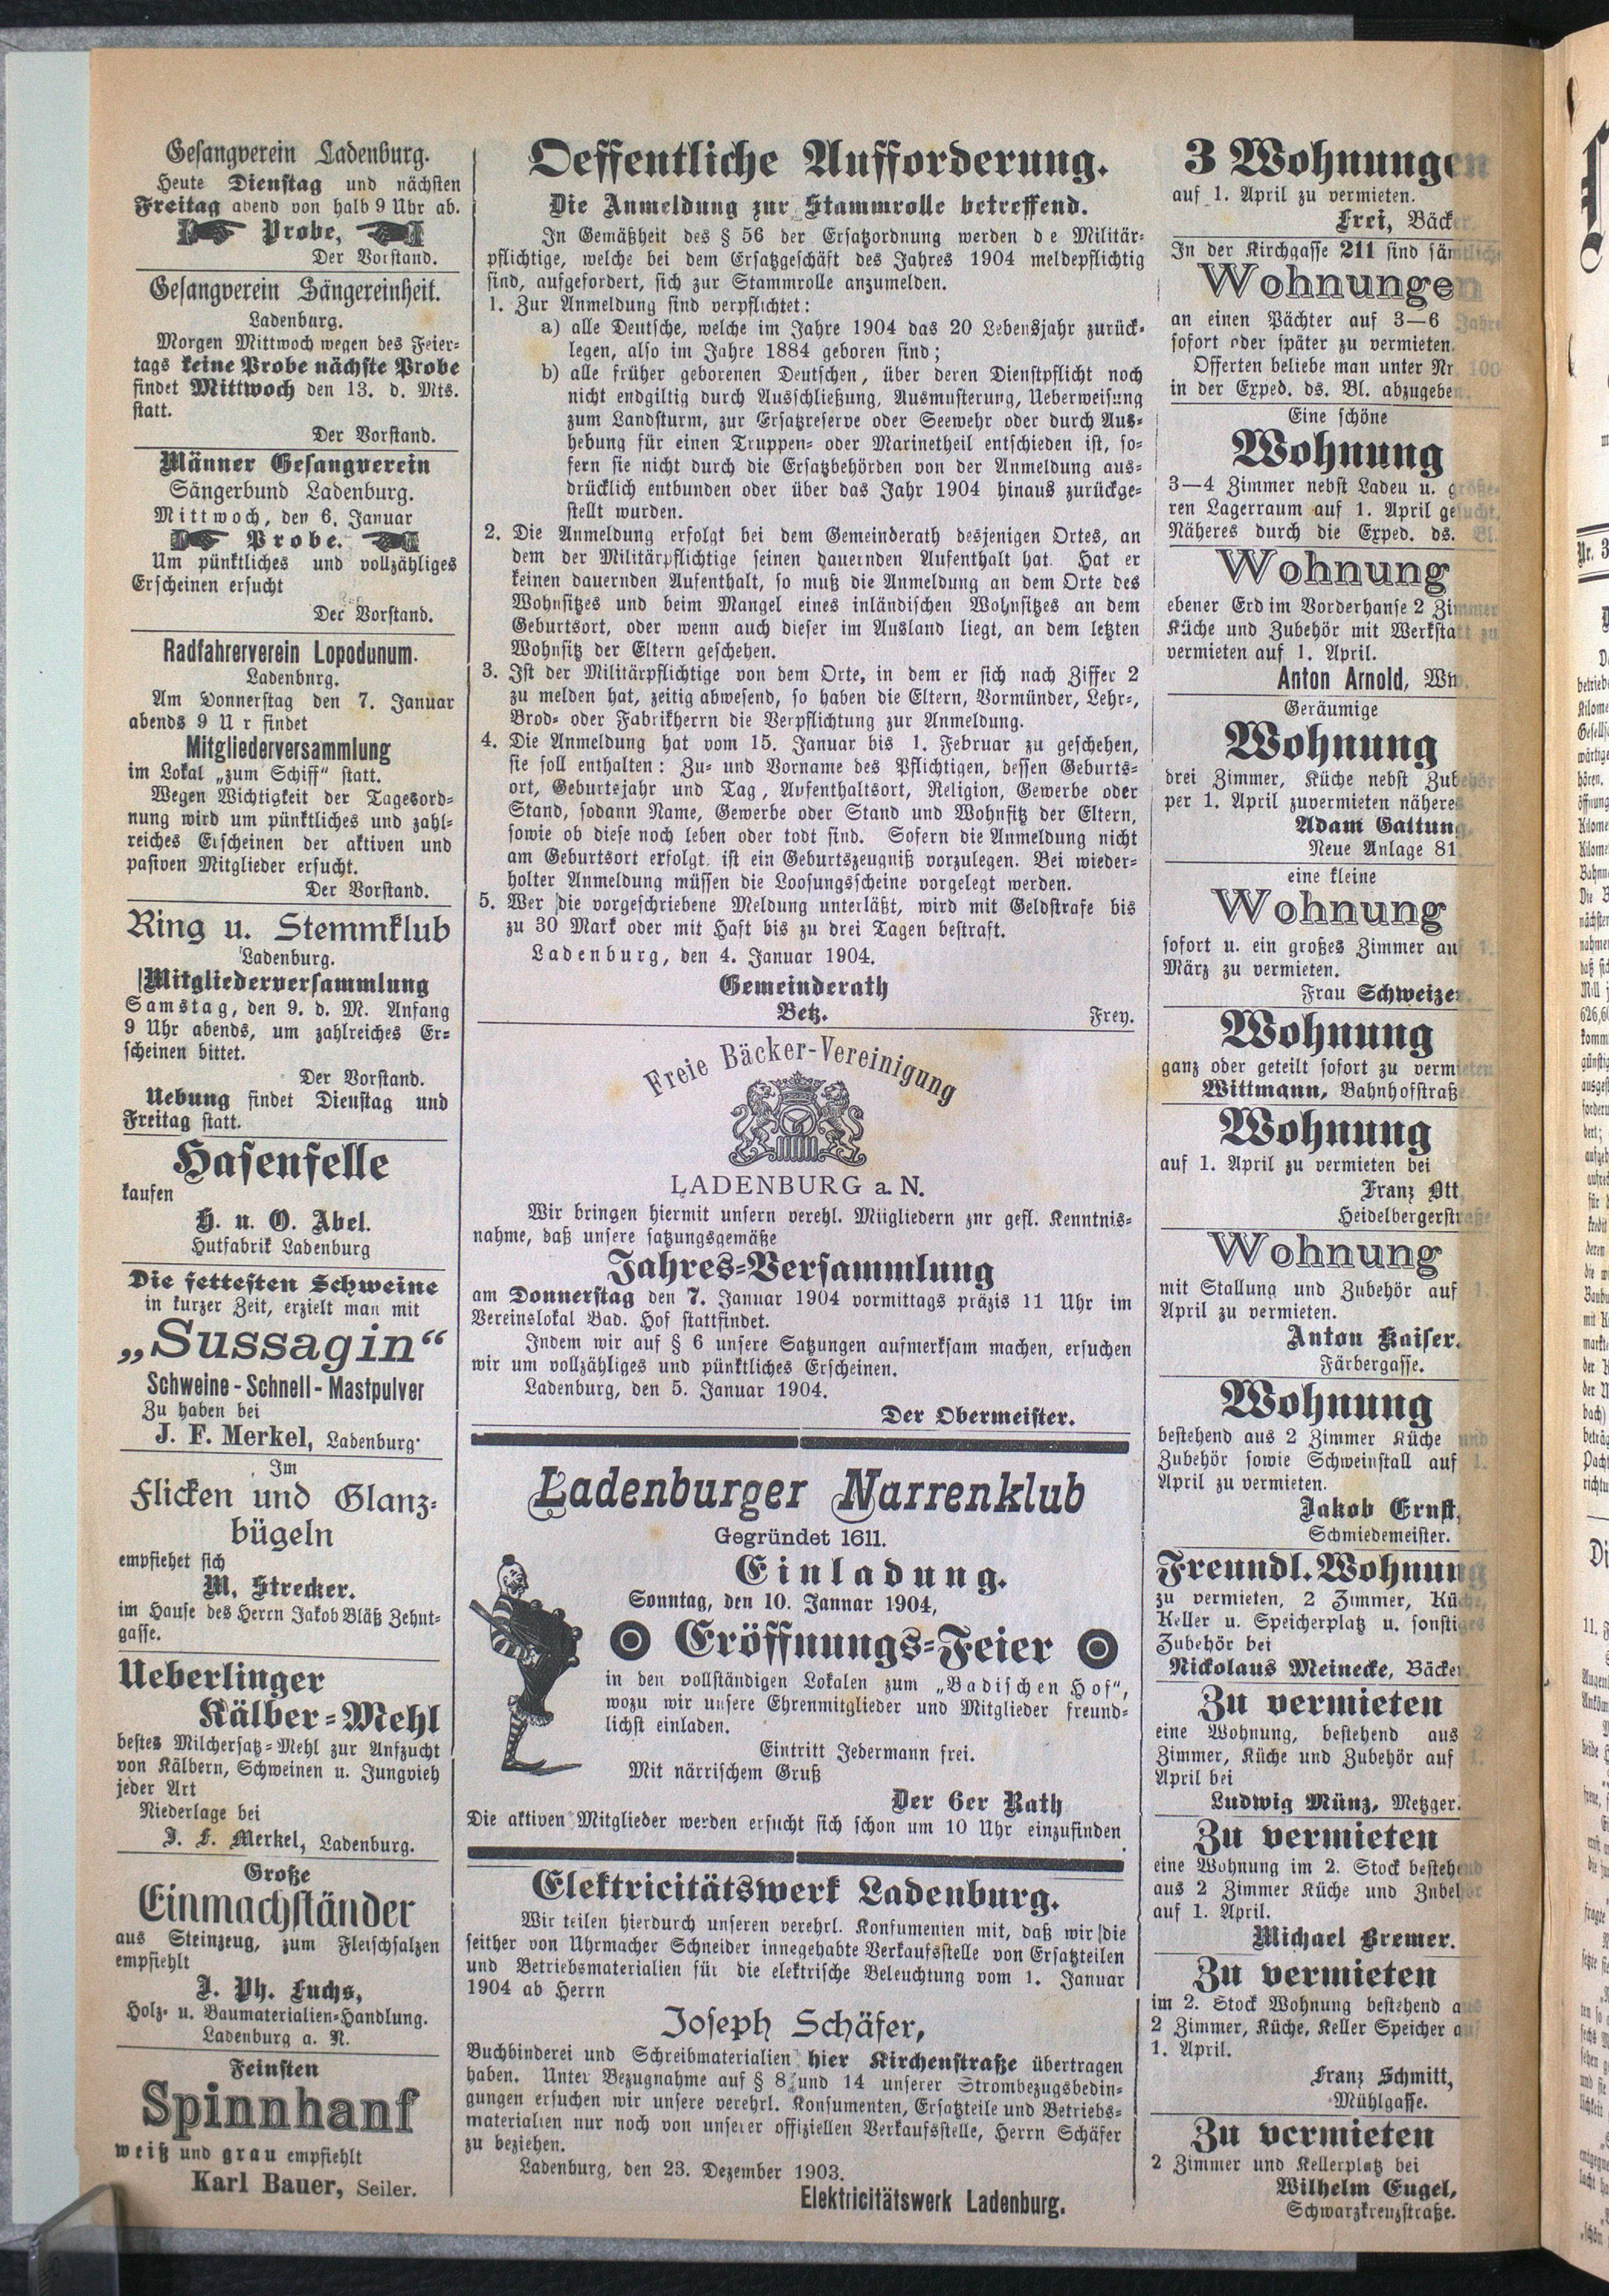 Gesangverein Ladenburg.
Heute Dienstag und nächsten
Freitag abend von halb 9 Uhr ab.
Probe,
Der Vorstand.
Gesangverein Sängereinheit.
Ladenburg.
Morgen Mittwoch wegen des Feier-
tags keine Probe nächste Probe
findet Mittwoch den 13. d. Mts.
statt.
Der Vorstand.
Männer Gesangverein
Sängerbund Ladenburg.
Mittwoch, den 6. Januar
Probe.
Um pünktliches und vollzähliges
Erscheinen ersucht
Der Vorstand.
Radfahrerverein Lopodunum.
Ladenbnrg.
Am Donnerstag den 7. Januar
abends 9 U r findet
Mitgliederversammlung
im Lokal „zum Schiff“ statt.
Wegen Wichtigkeit der Tagesord-
nung wird um pünktliches und zahl-
reiches Erscheinen der aktiven und
pasiven Mitglieder ersucht.
Der Vorstand.
Ring u. Stemmklub
Ladenburg.
Mitgliederversammlung
Samstag, den 9. d. M. Anfang
9 Uhr abends, um zahlreiches Er-
scheinen bittet.
Der Vorstand.
Uebung findet Dienstag und
Freitag statt.
Hasenfelle
kaufen
H. u. O. Abel.
Hutfabrik Ladenburg
Die fettesten Schweine
in kurzer Zeit, erzielt man mit
„Sussagin“
Schweine-Schnell-Mastpulver
Zu haben bei
J. F. Merkel, Ladenburg.
Im
Flicken und Glanz-
bügeln
empfiehet sich
M. Strecker.
im Hause des Herrn Jakob Bläß Zehnt-
gasse.
Ueberlinger
Kälber-Mehl
bestes Milchersatz-Mehl zur Aufzucht
von Kälbern, Schweinen u. Jungvieh
jeder Art
Niederlage bei
J. F. Merkel, Ladenburg.
Große
Einmachständer
aus Steinzeug, zum Fleischsalzen
empfiehlt
J. Ph. Fuchs,
Holz- u. Baumaterialien-Handlung.
Ladenburg a. N.
Feinsten
Spinnhanf
weiß und grau empfiehlt
Karl Bauer, Seiler.
Oeffentliche Aufforderung.
Die Anmeldung zur Stammrolle betreffend.
In Gemäßheit des § 56 der Ersatzordnung werden d e Militär-
pflichtige, welche bei dem Ersatzgeschäft des Jahres 1904 meldepflichtig
sind, aufgefordert, sich zur Stammrolle anzumelden.
1. Zur Anmeldung sind verpflichtet:
a) alle Deutsche, welche im Jahre 1904 das 20 Lebensjahr zurück-
legen, also im Jahre 1884 geboren sind;
b) alle früher geborenen Deutschen, über deren Dienstpflicht noch
nicht endgiltig durch Ausschließung, Ausmusterung, Ueberweisung
zum Landsturm, zur Ersatzreserve oder Seewehr oder durch Aus-
hebung für einen Truppen- oder Marinetheil entschieden ist, so-
fern sie nicht durch die Ersatzbehörden von der Anmeldung aus-
drücklich entbunden oder über das Jahr 1904 hinaus zurückge-
stellt wurden.
2. Die Anmeldung erfolgt bei dem Gemeinderath desjenigen Ortes, an
dem der Militärpflichtige seinen dauernden Aufenthalt hat. Hat er
keinen dauernden Aufenthalt, so muß die Anmeldung an dem Orte des
Wohnsitzes und beim Mangel eines inländischen Wohnsitzes an dem
Geburtsort, oder wenn auch dieser im Ausland liegt, an dem letzten
Wohnsitz der Eltern geschehen.
3. Ist der Militärpflichtige von dem Orte, in dem er sich nach Ziffer 2
zu melden hat, zeitig abwesend, so haben die Eltern, Vormünder, Lehr-,
Brod- oder Fabrikherrn die Verpflichtung zur Anmeldung.
4. Die Anmeldung hat vom 15. Januar bis 1. Februar zu geschehen,
sie soll enthalten: Zu- und Vorname des Pflichtigen, dessen Geburts-
ort, Geburtejahr und Tag, Aufenthaltsort, Religion, Gewerbe oder
Stand, sodann Name, Gewerbe oder Stand und Wohnsitz der Eltern,
sowie ob diese noch leben oder todt sind. Sofern die Anmeldung nicht
am Geburtsort erfolgt. ist ein Geburtszeugniß vorzulegen. Bei wieder-
holter Anmeldung müssen die Loosungsscheine vorgelegt werden.
5. Wer die vorgeschriebene Meldung unterläßt, wird mit Geldstrafe bis
zu 30 Mark oder mit Haft bis zu drei Tagen bestraft.
Ladenburg, den 4. Januar 1904.
Gemeinderath
Betz. Frey.
Freie Bäcker-Vereinigung
LADENBURG a. N.
Wir bringen hiermit unsern verehl. Mitgliedern znr gefl. Kenntnis-
nahme, daß unsere satzungsgemäße
Jahres-Versammlung
am Donnerstag den 7. Januar 1904 vormittags präzis 11 Uhr im
Vereinslokal Bad. Hof stattfindet.
Indem wir auf § 6 unsere Satzungen aufmerksam machen, ersuchen
wir um vollzähliges und pünktliches Erscheinen.
Ladenburg, den 5. Januar 1904.
Der Obermeister.
Ladenburger Narrenklub
Gegründet 1611.
Einladung.
Sonntag, den 10. Jannar 1904,
Eröffnungs-Feier
in den vollständigen Lokalen zum „Badischen Hof“,
wozu wir unsere Ehrenmitglieder und Mitglieder freund-
lichst einladen.
Eintritt Jedermann frei.
Mit närrischem Gruß
Der 6er Rath
Die aktiven Mitglieder werden ersucht sich schon um 10 Uhr einzufinden.
Elektricitätswerk Ladenburg.
Wir teilen hierdurch unseren verehrl. Konsumenien mit, daß wir die
seither von Uhrmacher Schneider innegehabte Verkaufsstelle von Ersatzteilen
und Betriebsmaterialien für die elektrische Beleuchtung vom 1. Januar
1904 ab Herrn
Joseph Schäfer,
Buchbinderei und Schreibmaterialien hier Kirchenstraße übertragen
haben. Unter Bezugnahme auf § 8 und 14 unserer Strombezugsbedin-
gungen ersuchen wir unsere verehrl. Konsumenten, Ersatzteile und Betriebs-
materialien nur noch von unserer offiziellen Verkaufsstelle, Herrn Schäfer
zu beziehen.
Ladenburg, den 23. Dezember 1903.
Elektricitätswerk Ladenburg.
3 Wohnungen
auf 1. April zu vermieten.
Frei, Bäcker.
In der Kirchgasse 211 sind sämtliche
Wohnungen
an einen Pächter auf 3—6 Jahre
sofort oder später zu vermieten.
Offerten beliebe man unter Nr. 100
in der Exped. ds. Bl. abzugeben.
Eine schöne
Wohnung
3—4 Zimmer nebst Laden u. größe-
ren Lagerraum auf 1. April gesucht.
Näheres durch die Exped. ds. Bl.
Wohnung
ebener Erd im Vorderhanse 2 Zimmer
Küche und Zubehör mit Werkstatt zu
vermieten auf 1. April.
Anton Arnold, Ww.
Geräumige
Wohnung
drei Zimmer, Küche nebst Zubehör
per 1. April zuvermieten näheres
Adam Gattung.
Neue Anlage 81.
eine kleine
Wohnung
sofort u. ein großes Zimmer auf 1.
März zu vermieten.
Frau Schweizer.
Wohnung
ganz oder geteilt sofort zu vermieten
Wittmann, Bahnhofstraße.
Wohnung
auf 1. April zu vermieten bei
Franz Ott
Heidelbergerstraße
Wohnung
mit Stallung und Zubehör auf 1.
April zu vermieten.
Anton Kaiser.
Färbergasse.
Wohnung
bestehend aus 2 Zimmer Küche und
Zubehör sowie Schweinstall auf 1.
April zu vermieten.
Jakob Ernst,
Schmiedemeister.
Freundl. Wohnung
zu vermieten, 2 Zimmer, Küche,
Keller u. Speicherplatz u. sonstiges
Zubehör bei
Nickolaus Meinecke, Bäcker.
Zu vermieten
eine Wohnung, bestehend aus 2
Zimmer, Küche und Zubehör auf 1.
April bei
Ludwig Münz, Metzger.
Zu vermieten
eine Wohnung im 2. Stock bestehend
aus 2 Zimmer Küche und Znbehör
auf 1. April.
Michael Bremer.
Zu vermieten
im 2. Stock Wohnung bestehend aus
2 Zimmer, Küche, Keller Speicher auf
1. April.
Franz Schmitt,
Mühlgasse.
Zu vermieten
2 Zimmer und Kellerplatz bei
Wilhelm Engel,
Schwarzkreuzstraße.